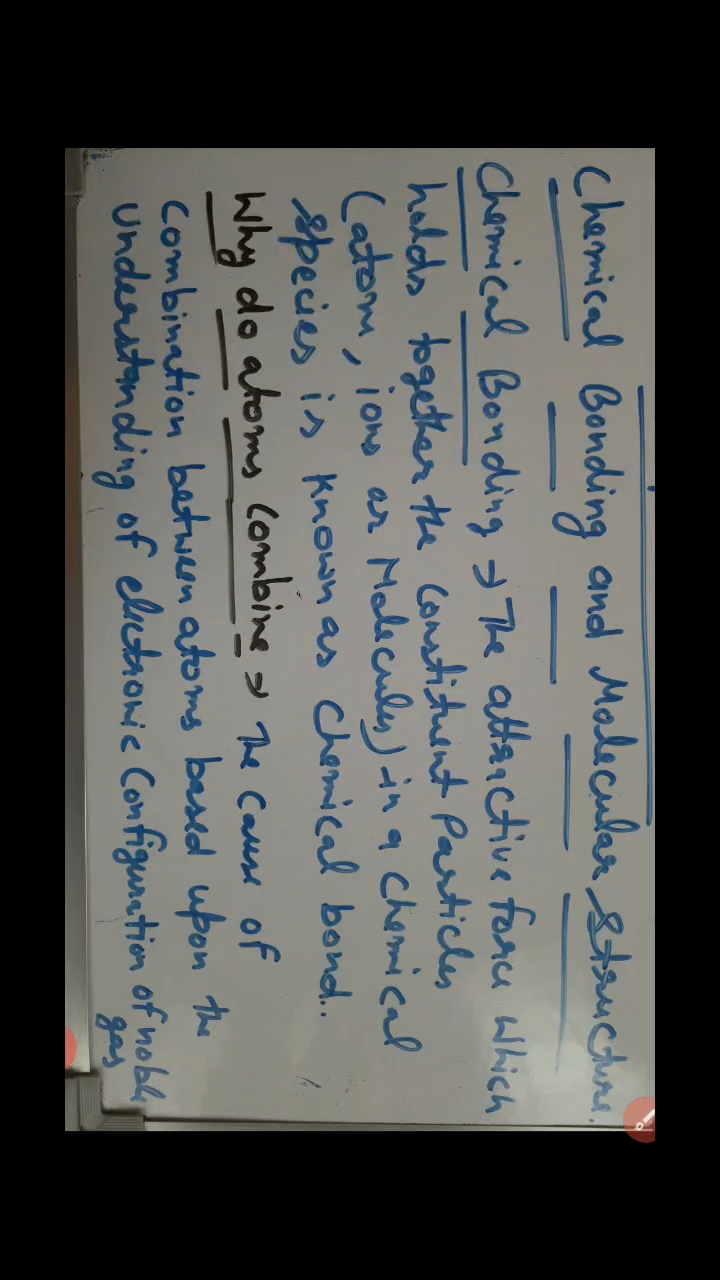 Chemical Bonding and Molecular Structure.
Chemical Bonding → The attractive force which
holds together the constituent Particles
(atom, ions or Molecules) in a chemical
species is known as chemical bond..
Why do atoms combine → The cause of
combination between atoms based upon the
understanding of electronic configuration of noble
gas